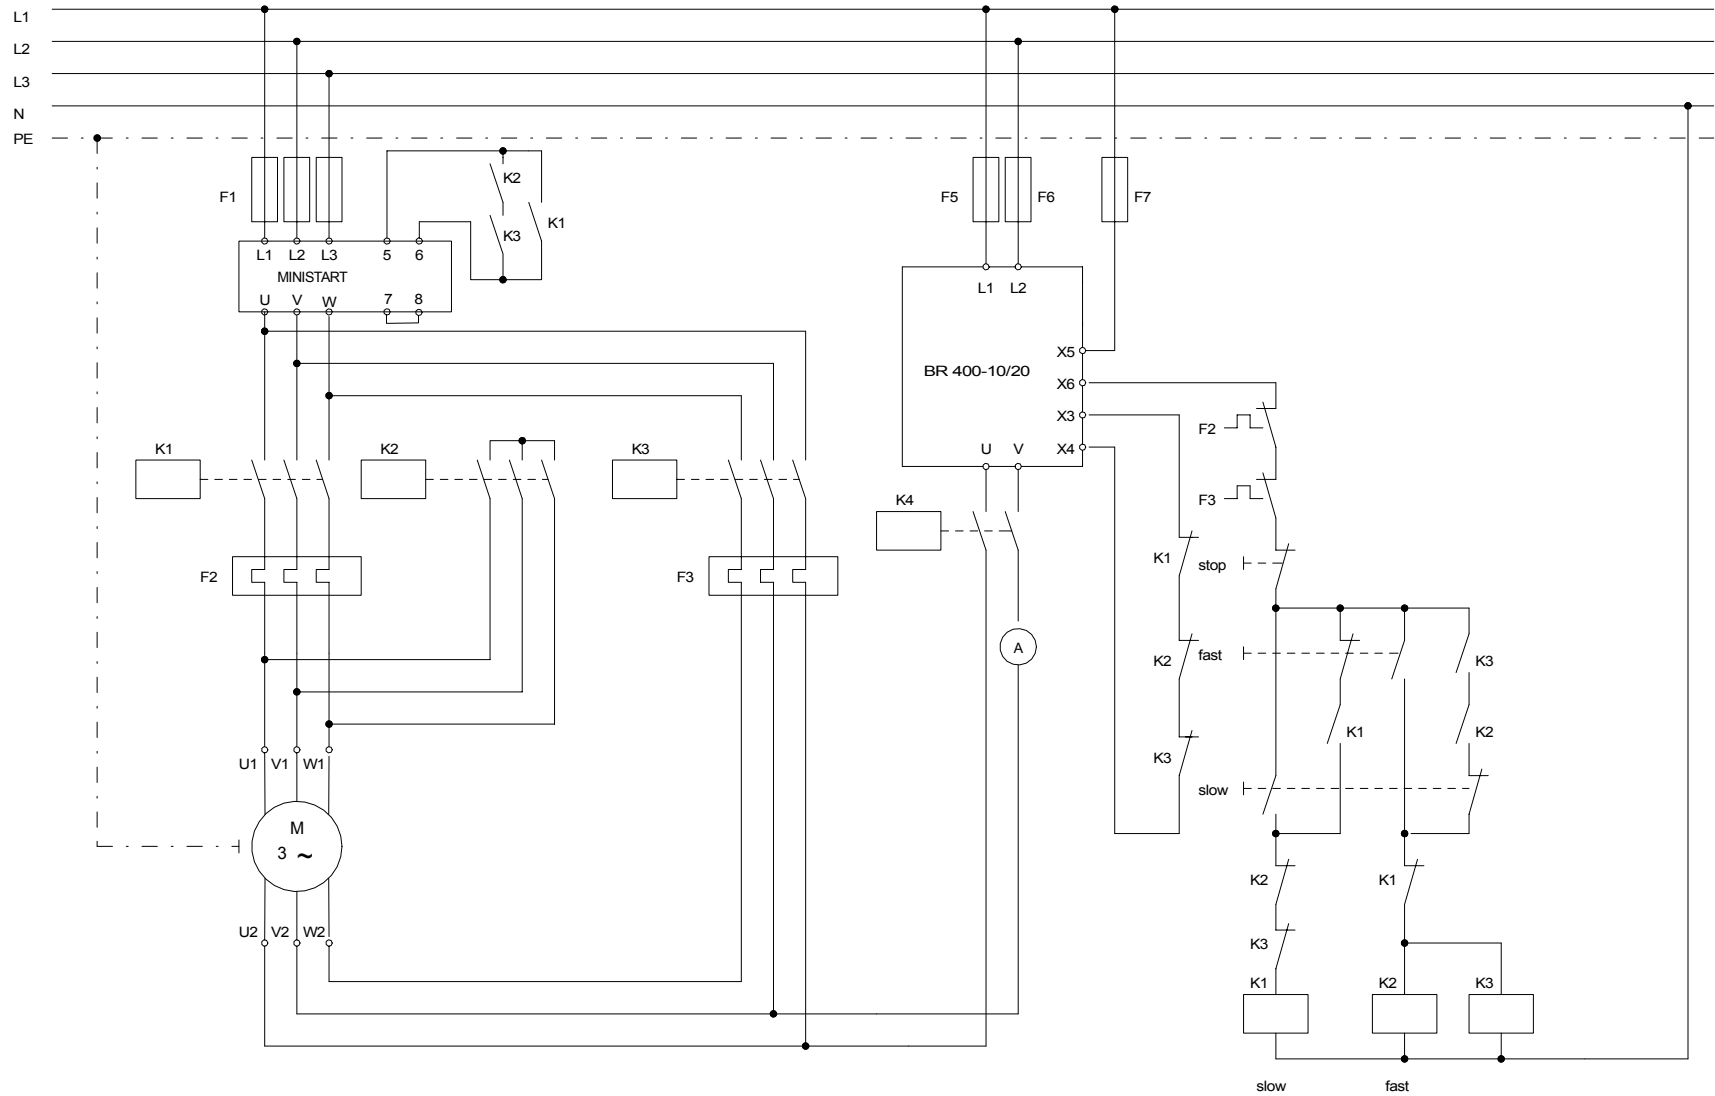 L1
L2
L3
N
PE
F1
K2
K3
K1
F5
F6
F7
L1 L2 L3 5 6
MINISTART
U V W 7 8
L1 L2
X5
BR 400-10/20
X6
X3
U V X4
F2
K1
K2
K3
K4
F3
F2
F3
K1
stop
A
K2
fast
K3
K1
K2
K3
slow
U1 V1 W1
M
3 ~
K2
K1
U2 V2 W2
K3
K1
K2
K3
slow
fast